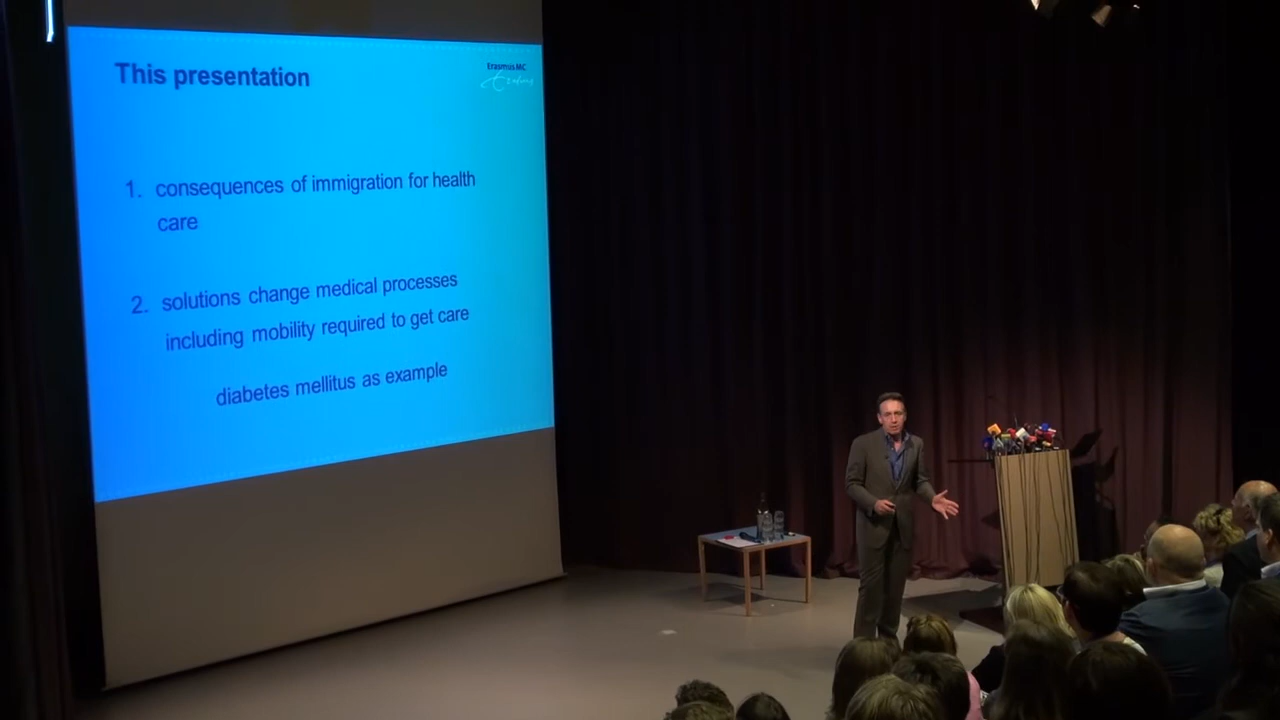 This presentation
Erasmus MC
Erasmus
1. consequences of immigration for health
care
2. solutions change medical processes
including mobility required to get care
diabetes mellitus as example